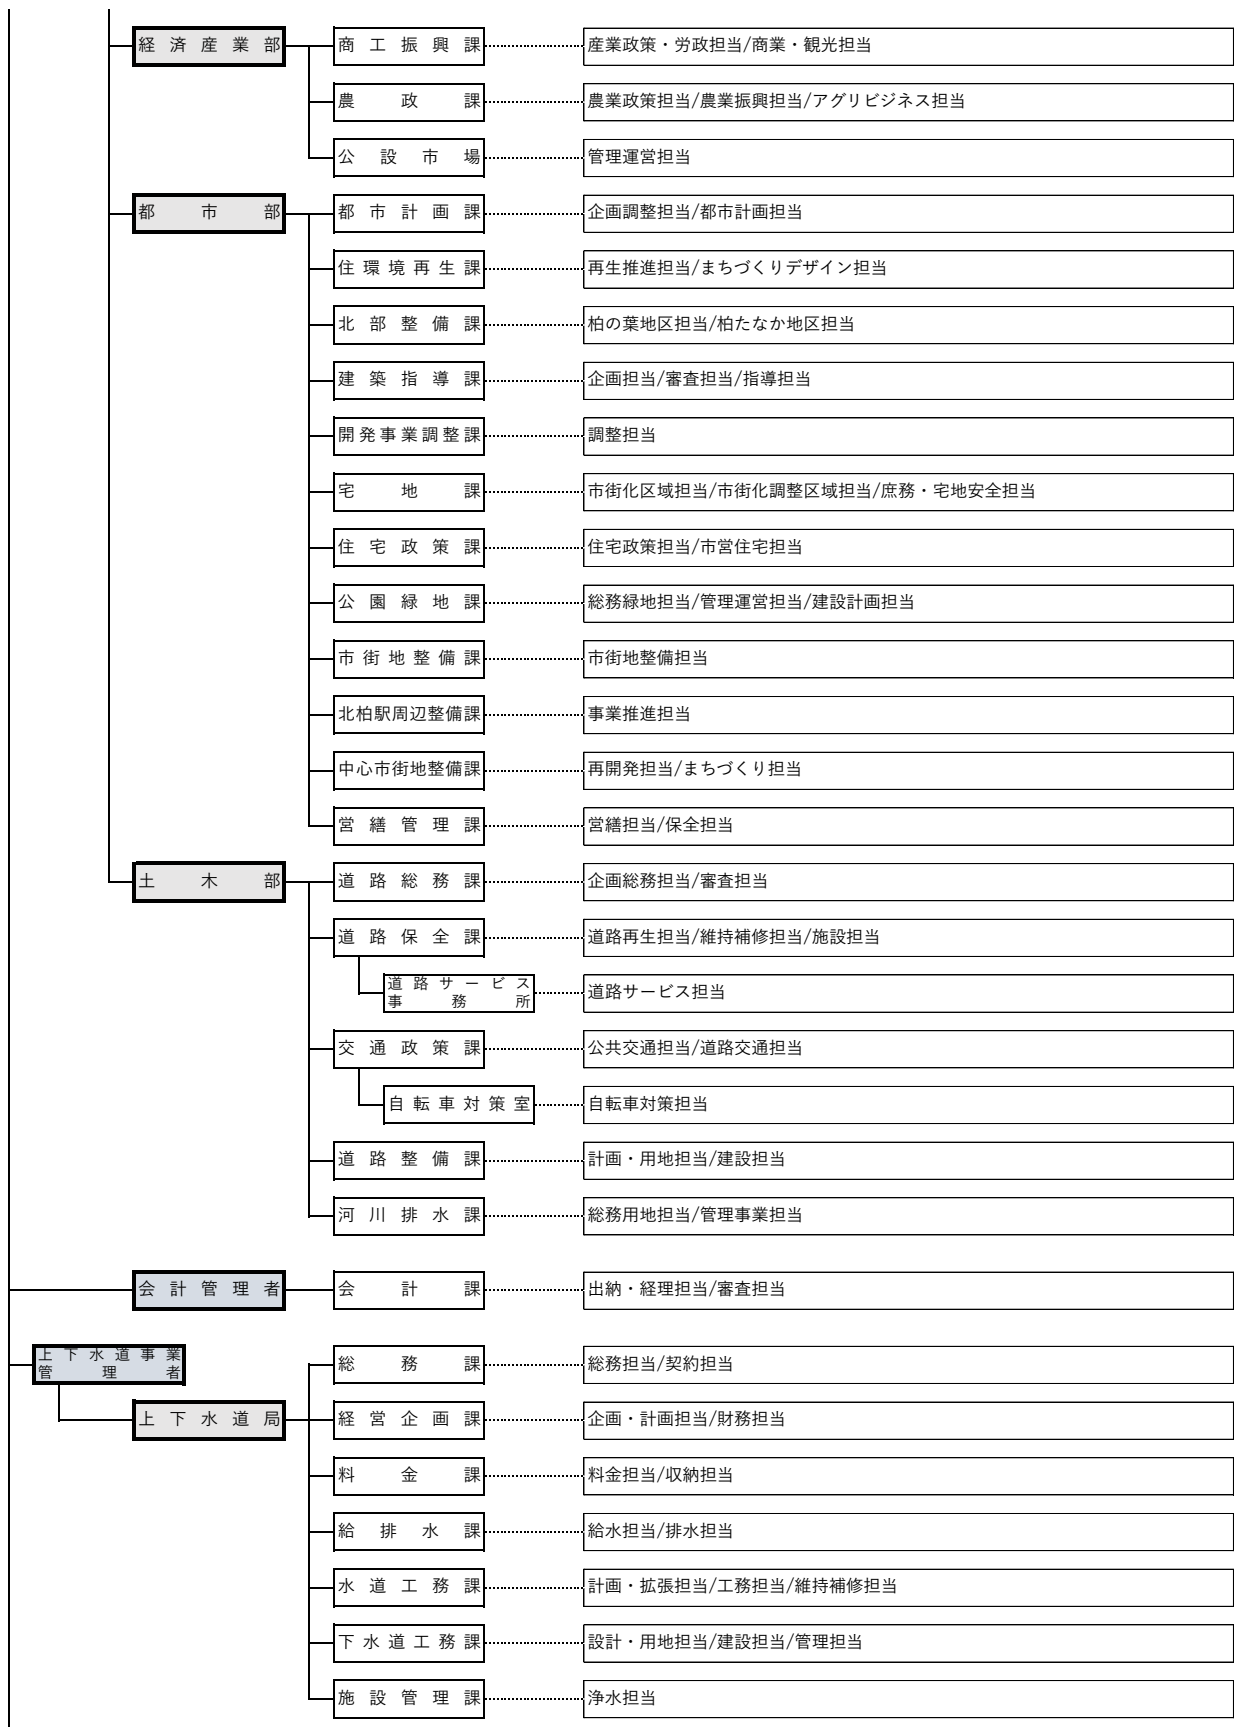 経済産業部 商工振興課 産業政策・労政担当/商業・観光担当
農政課 農業政策担当/農業振興担当/アグリビジネス担当
公設市場 管理運営担当
都市部 都市計画課 企画調整担当/都市計画担当
住環境再生課 再生推進担当/まちづくりデザイン担当
北部整備課 柏の葉地区担当/柏たなか地区担当
建築指導課 企画担当/審査担当/指導担当
開発事業調整課 調整担当
宅地課 市街化区域担当/市街化調整区域担当/庶務・宅地安全担当
住宅政策課 住宅政策担当/市営住宅担当
公園緑地課 総務緑地担当/管理運営担当/建設計画担当
市街地整備課 市街地整備担当
北柏駅周辺整備課 事業推進担当
中心市街地整備課 再開発担当/まちづくり担当
営繕管理課 営繕担当/保全担当
土木部 道路総務課 企画総務担当/審査担当
道路保全課 道路再生担当/維持補修担当/施設担当
道路サービス
事務所 道路サービス担当
交通政策課 公共交通担当/道路交通担当
自転車対策室 自転車対策担当
道路整備課 計画・用地担当/建設担当
河川排水課 総務用地担当/管理事業担当
会計管理者 会計課 出納・経理担当/審査担当
上下水道事業
管理者 総務課 総務担当/契約担当
上下水道局 経営企画課 企画・計画担当/財務担当
料金課 料金担当/収納担当
給排水課 給水担当/排水担当
水道工務課 計画・拡張担当/工務担当/維持補修担当
下水道工務課 設計・用地担当/建設担当/管理担当
施設管理課 浄水担当